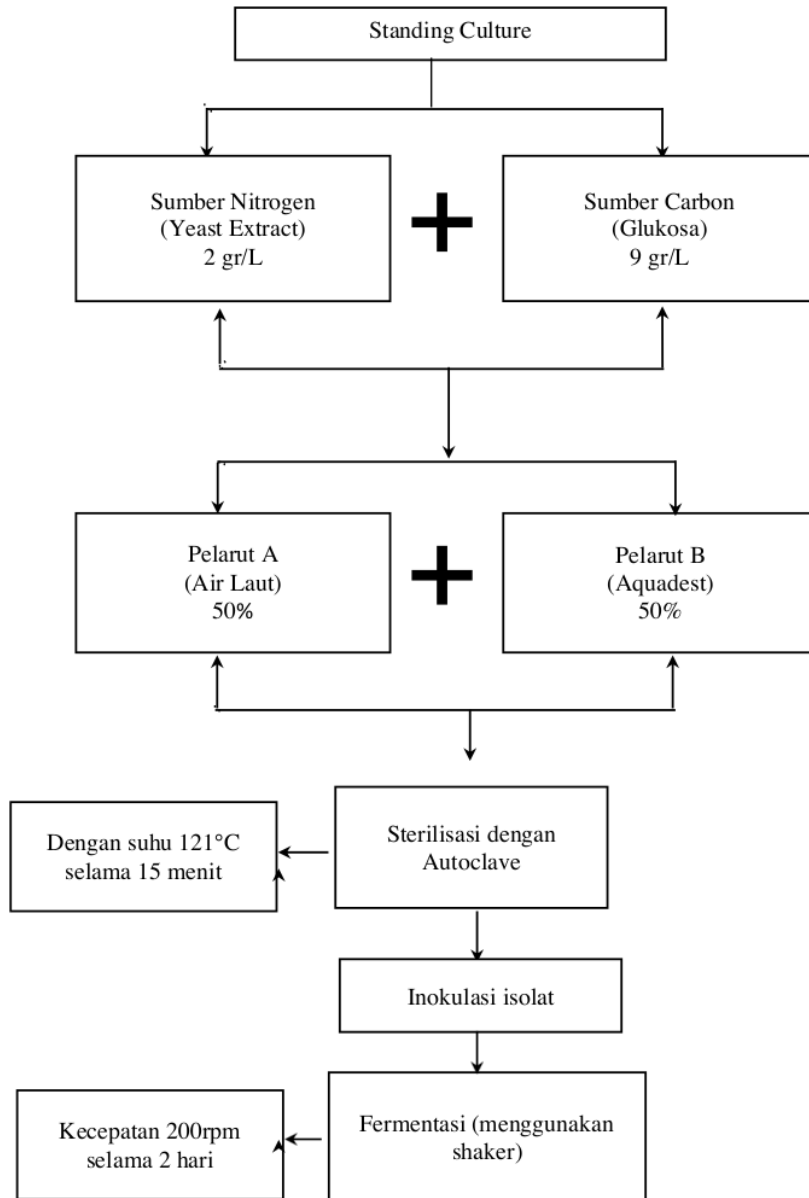 Standing Culture
Sumber Nitrogen
(Yeast Extract)
2 gr/L
Sumber Carbon
(Glukosa)
9 gr/L
Pelarut A
(Air Laut)
50%
Pelarut B
(Aquadest)
50%
Dengan suhu 121°C
selama 15 menit
Sterilisasi dengan
Autoclave
Inokulasi isolat
Kecepatan 200rpm
selama 2 hari
Fermentasi (menggunakan
shaker)